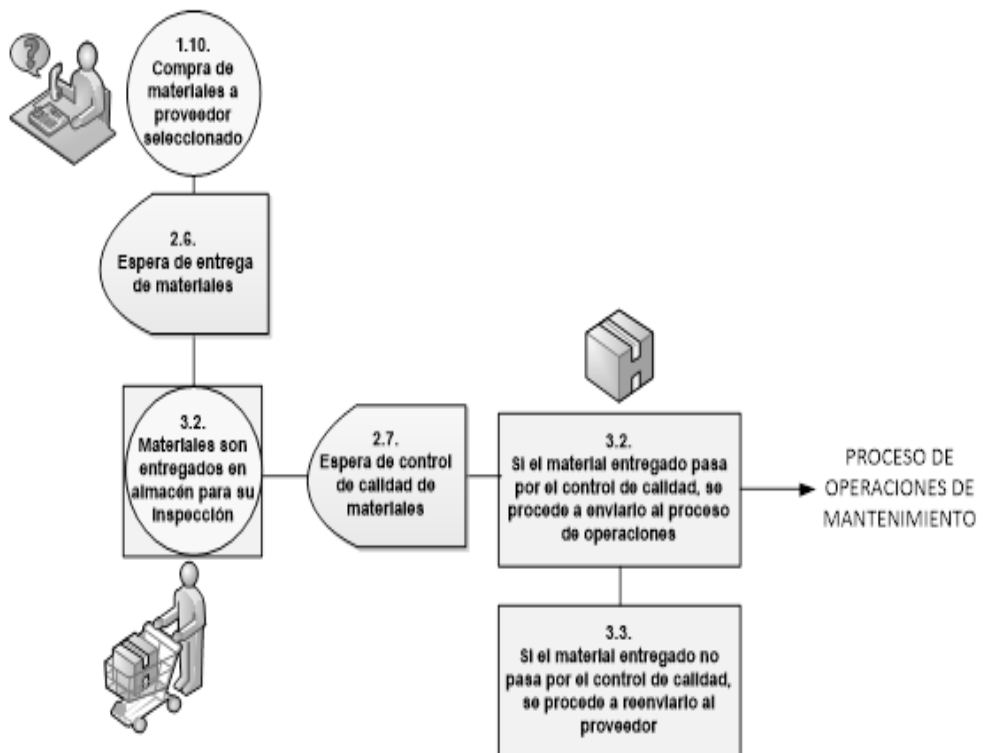 1.10.
Compra de
materiales a
proveedor
seleccionado
2.6.
Espera de entrega
de materiales
3.2.
Materiales son
entregados en
almacén para su
inspección
2.7.
Espera de control
de calidad de
materiales
3.2.
Si el material entregado pasa
por el control de calidad, se
procede a enviarlo al proceso
de operaciones
PROCESO DE
OPERACIONES DE
MANTENIMIENTO
3.3.
Si el material entregado no
pasa por el control de calidad,
se procede a reenviarlo al
proveedor
?